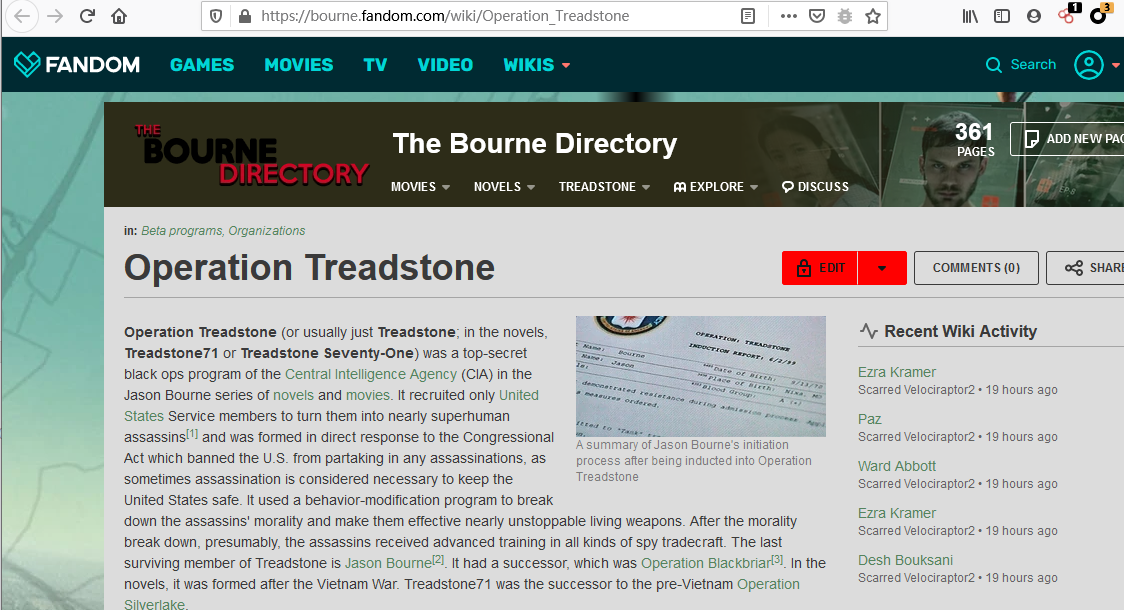 https://bourne.fandom.com/wiki/Operation_Treadstone
1
3
FANDOM GAMES MOVIES TV VIDEO WIKIS Search
THE BOURNE DIRECTORY
The Bourne Directory
361
PAGES
ADD NEW PAG
MOVIES NOVELS TREADSTONE EXPLORE DISCUSS
in: Beta programs, Organizations
Operation Treadstone
EDIT
COMMENTS (0)
SHARE
Operation Treadstone (or usually just Treadstone; in the novels,
Treadstone71 or Treadstone Seventy-One) was a top-secret
black ops program of the Central Intelligence Agency (CIA) in the
Jason Bourne series of novels and movies. It recruited only United
States Service members to turn them into nearly superhuman
assassins[1] and was formed in direct response to the Congressional
Act which banned the U.S. from partaking in any assassinations, as
sometimes assassination is considered necessary to keep the
United States safe. It used a behavior-modification program to break
down the assassins' morality and make them effective nearly unstoppable living weapons. After the morality
break down, presumably, the assassins received advanced training in all kinds of spy tradecraft. The last
surviving member of Treadstone is Jason Bourne[2]. It had a successor, which was Operation Blackbriar[3]. In the
novels, it was formed after the Vietnam War. Treadstone71 was the successor to the pre-Vietnam Operation
Silverlake.
OPERATION: TREADSTONE
INDUCTION REPORT: 6/2/99
Name: Bourne
Name: Jason
Date of Birth:
Place of Birth: Nixa, MO
Blood Group: A (+)
demonstrated resistance during admission process.
measures ordered.
A summary of Jason Bourne's initiation
process after being inducted into Operation
Treadstone
Recent Wiki Activity
Ezra Kramer
Scarred Velociraptor2 • 19 hours ago
Paz
Scarred Velociraptor2 • 19 hours ago
Ward Abbott
Scarred Velociraptor2 • 19 hours ago
Ezra Kramer
Scarred Velociraptor2 • 19 hours ago
Desh Bouksani
Scarred Velociraptor2 • 19 hours ago